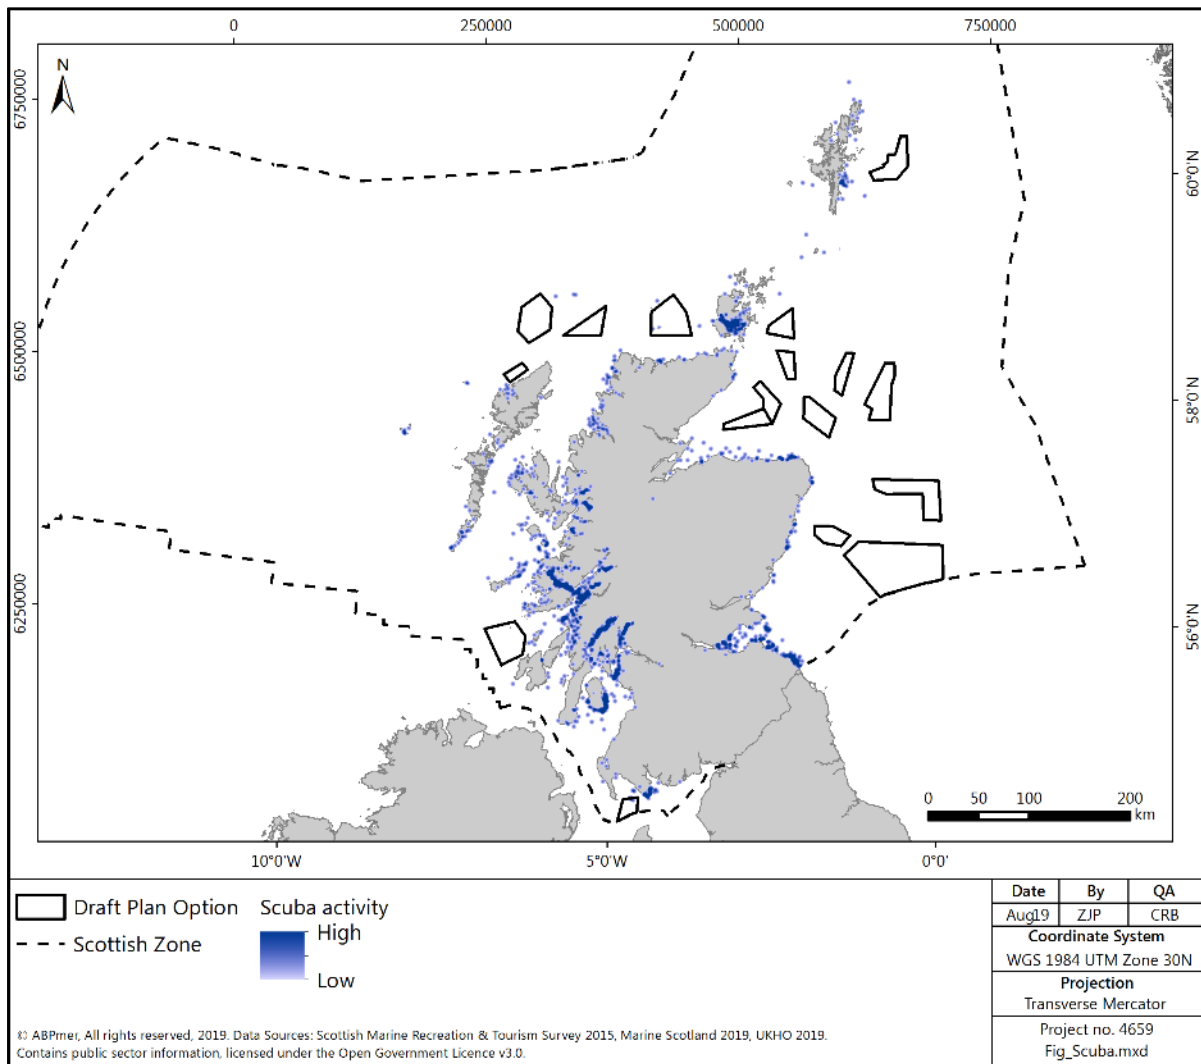 0 250000 500000 750000
N
6750000
6500000
6250000
60°0'N
58°0'N
56°0'N
0 50 100 200
km
10°0'W 5°0'W 0°0'
Draft Plan Option
Scottish Zone
Scuba activity
High
Low
Date By QA
Aug19 ZJP CRB
Coordinate System
WGS 1984 UTM Zone 30N
Projection
Transverse Mercator
Project no. 4659
Fig_Scuba.mxd
© ABPmer, All rights reserved, 2019. Data Sources: Scottish Marine Recreation & Tourism Survey 2015, Marine Scotland 2019, UKHO 2019.
Contains public sector information, licensed under the Open Government Licence v3.0.